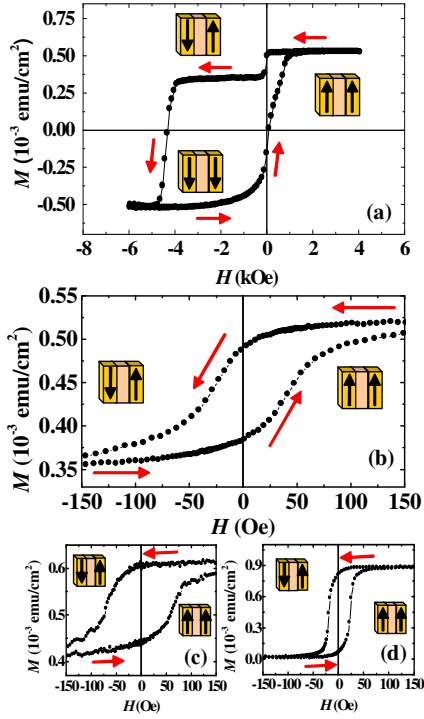 0.50
0.25
0.00
-0.25
-0.50
M (10⁻³ emu/cm²)
(a)
-8 -6 -4 -2 0 2 4 6
H (kOe)
0.55
0.50
0.45
0.40
0.35
M (10⁻³ emu/cm²)
(b)
-150 -100 -50 0 50 100 150
H (Oe)
0.6
0.5
0.4
M (10⁻³ emu/cm²)
(c)
-150 -100 -50 0 50 100 150
H (Oe)
0.9
0.6
0.3
0.0
M (10⁻³ emu/cm²)
(d)
-150 -100 -50 0 50 100 150
H (Oe)